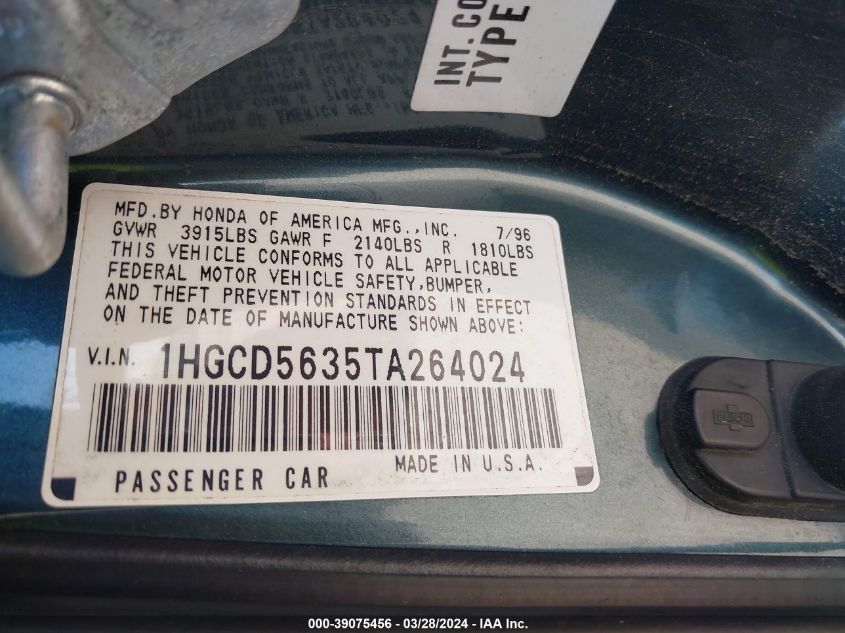 INT.CO
TYPE
MFD.BY HONDA OF AMERICA MFG.,INC. 7/96
GVWR 3915LBS GAWR F 2140LBS R 1810LBS
THIS VEHICLE CONFORMS TO ALL APPLICABLE
FEDERAL MOTOR VEHICLE SAFETY,BUMPER,
AND THEFT PREVENTION STANDARDS IN EFFECT
ON THE DATE OF MANUFACTURE SHOWN ABOVE:
V.I.N. 1HGCD5635TA264024
PASSENGER CAR MADE IN U.S.A.
000-39075456 - 03/28/2024 - IAA Inc.